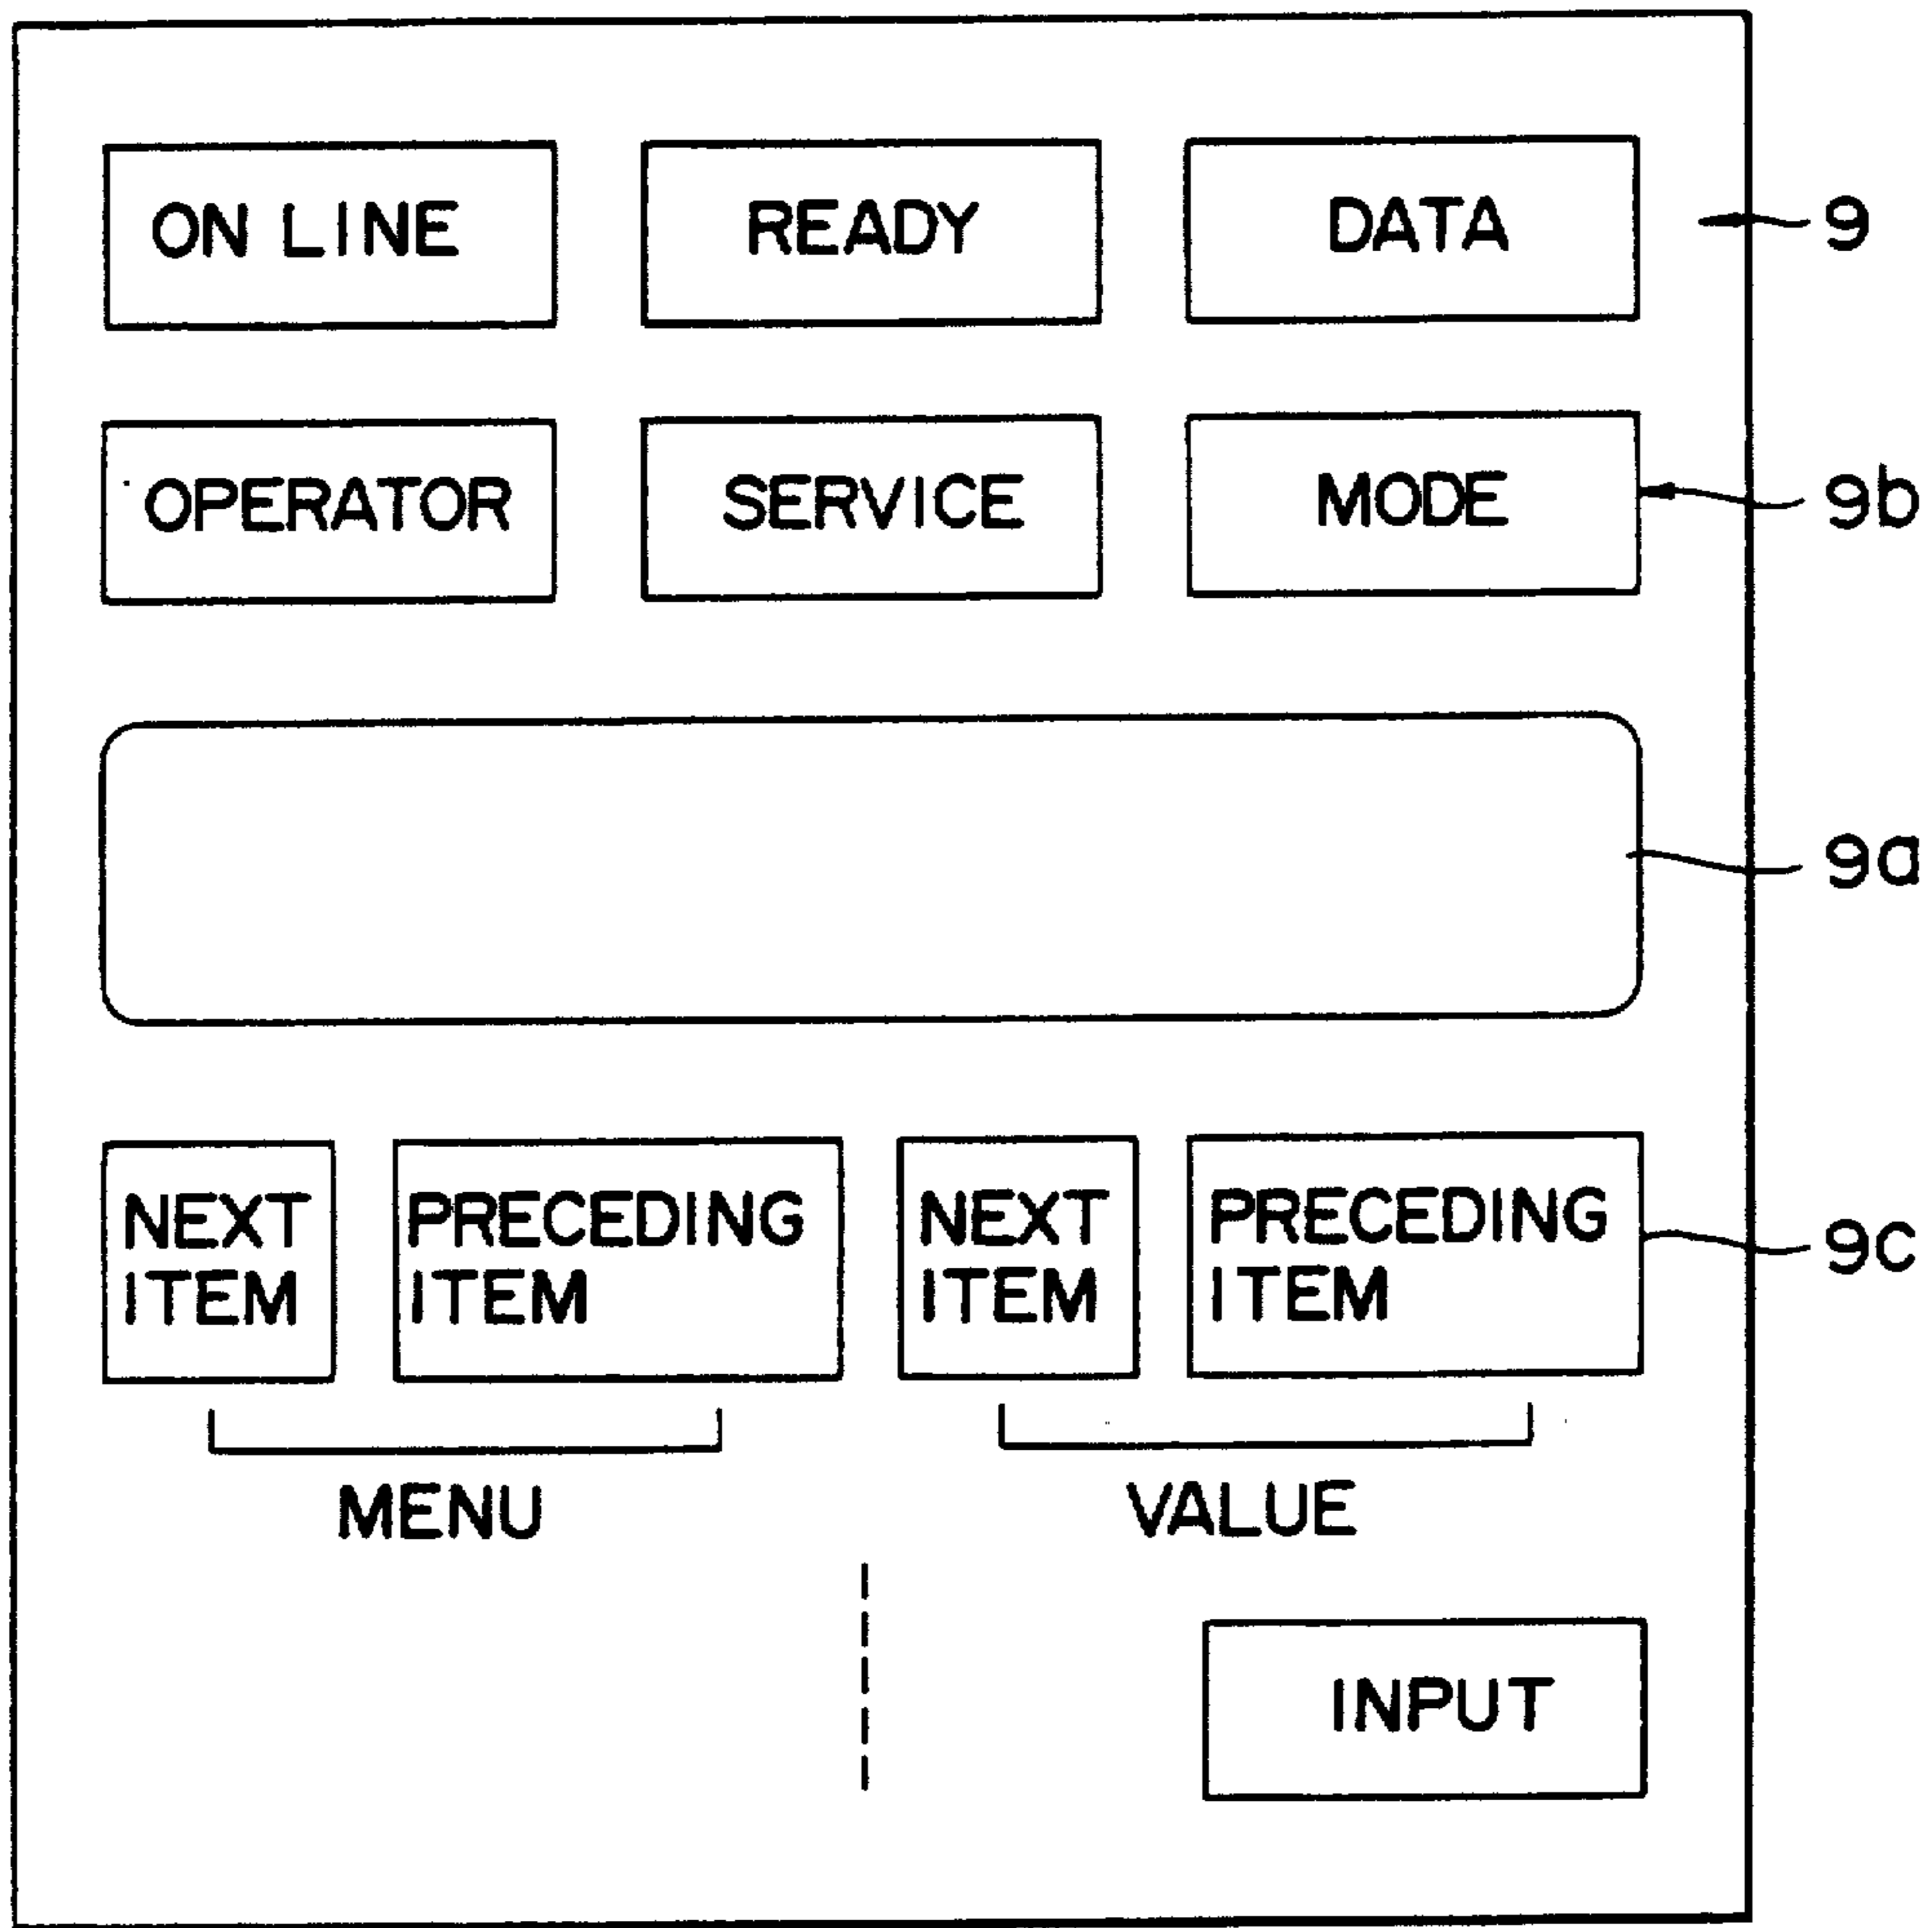 ON LINE READY DATA 9
OPERATOR SERVICE MODE 9b
9a
NEXT ITEM PRECEDING ITEM NEXT ITEM PRECEDING ITEM 9c
MENU VALUE
INPUT